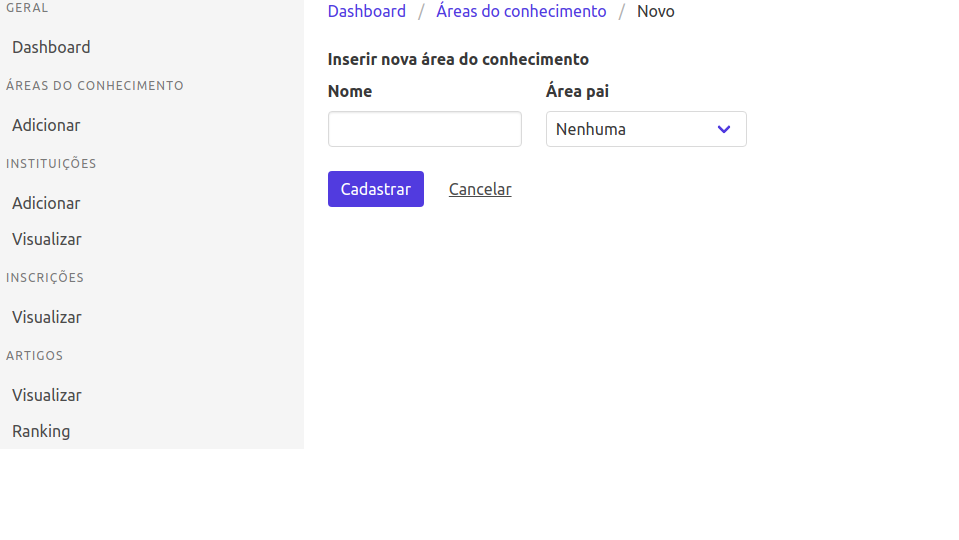 GERAL
Dashboard
ÁREAS DO CONHECIMENTO
Adicionar
INSTITUIÇÕES
Adicionar
Visualizar
INSCRIÇÕES
Visualizar
ARTIGOS
Visualizar
Ranking
Dashboard / Áreas do conhecimento / Novo
Inserir nova área do conhecimento
Nome
Área pai
Nenhuma
Cadastrar
Cancelar